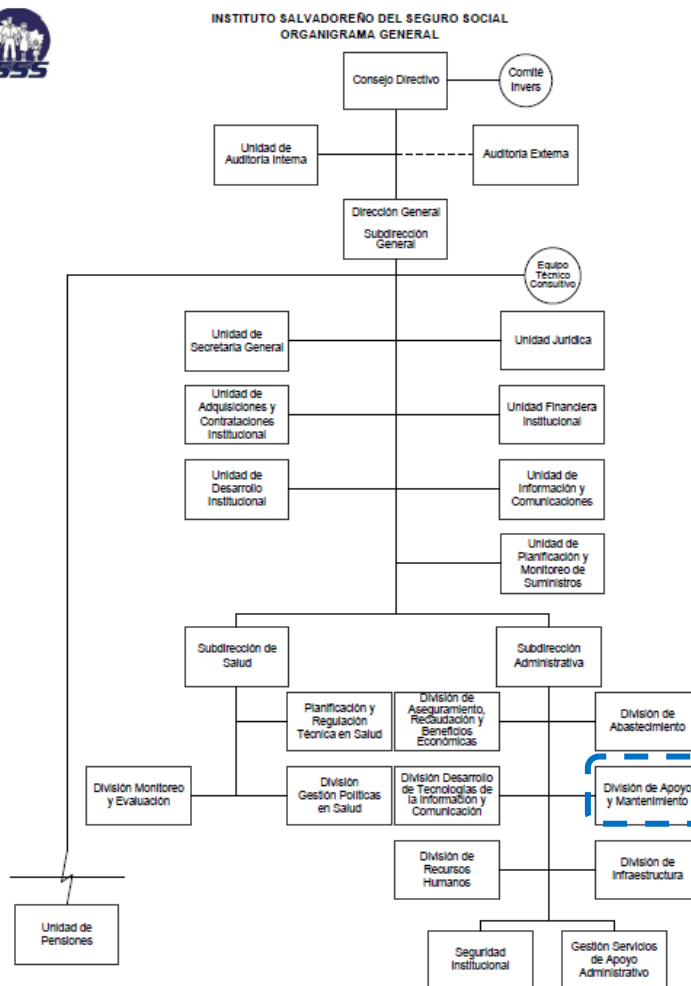 INSTITUTO SALVADOREÑO DEL SEGURO SOCIAL
ORGANIGRAMA GENERAL
ISSS
Consejo Directivo
Comité
Invers
Unidad de
Auditoria Interna
Auditoria Externa
Dirección General
Subdirección
General
Equipo
Técnico
Consultivo
Unidad de
Secretaria General
Unidad Juridica
Unidad de
Adquisiciones y
Contrataciones
Institucional
Unidad Financiera
Institucional
Unidad de
Desarrollo
Institucional
Unidad de
Información y
Comunicaciones
Unidad de
Planificación y
Monitoreo de
Suministros
Subdirección de
Salud
Subdirección
Administrativa
Planificación y
Regulación
Técnica en Salud
División de
Aseguramiento,
Recaudación y
Beneficios
Económicas
División de
Abastecimiento
División Monitoreo
y Evaluación
División
Gestión Políticas
en Salud
División Desarrollo
de Tecnologías de
la Información y
Comunicación
División de Apoyo
y Mantenimiento
División de
Recursos
Humanos
División de
Infraestructura
Unidad de
Pensiones
Seguridad
Institucional
Gestión Servicios
de Apoyo
Administrativo